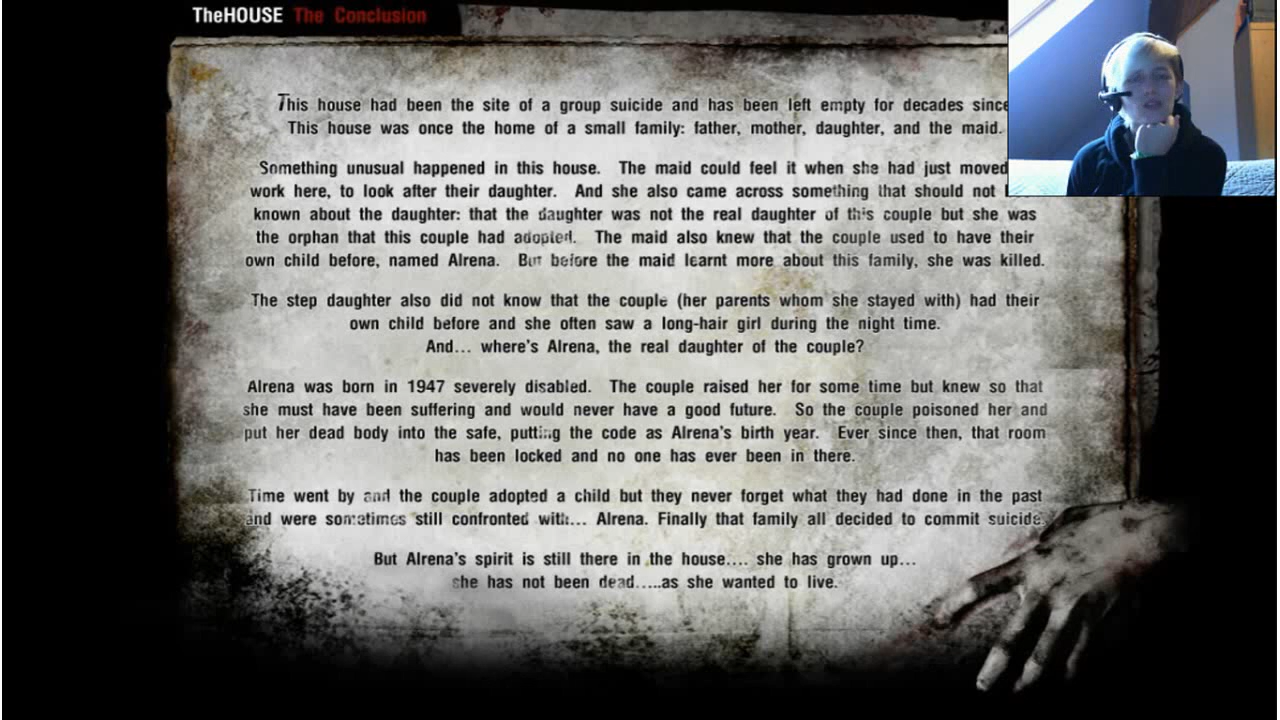 TheHOUSE The Conclusion
This house had been the site of a group suicide and has been left empty for decades since
This house was once the home of a small family: father, mother, daughter, and the maid.
Something unusual happened in this house. The maid could feel it when she had just moved
work here, to look after their daughter. And she also came across something that should not
known about the daughter: that the daughter was not the real daughter of this couple but she was
the orphan that this couple had adopted. The maid also knew that the couple used to have their
own child before, named Alrena. But before the maid learnt more about this family, she was killed.
The step daughter also did not know that the couple (her parents whom she stayed with) had their
own child before and she often saw a long-hair girl during the night time.
And... where's Alrena, the real daughter of the couple?
Alrena was born in 1947 severely disabled. The couple raised her for some time but knew so that
she must have been suffering and would never have a good future. So the couple poisoned her and
put her dead body into the safe, putting the code as Alrena's birth year. Ever since then, that room
has been locked and no one has ever been in there.
Time went by and the couple adopted a child but they never forget what they had done in the past
and were sometimes still confronted with... Alrena. Finally that family all decided to commit suicide.
But Alrena's spirit is still there in the house.... she has grown up...
she has not been dead.....as she wanted to live.